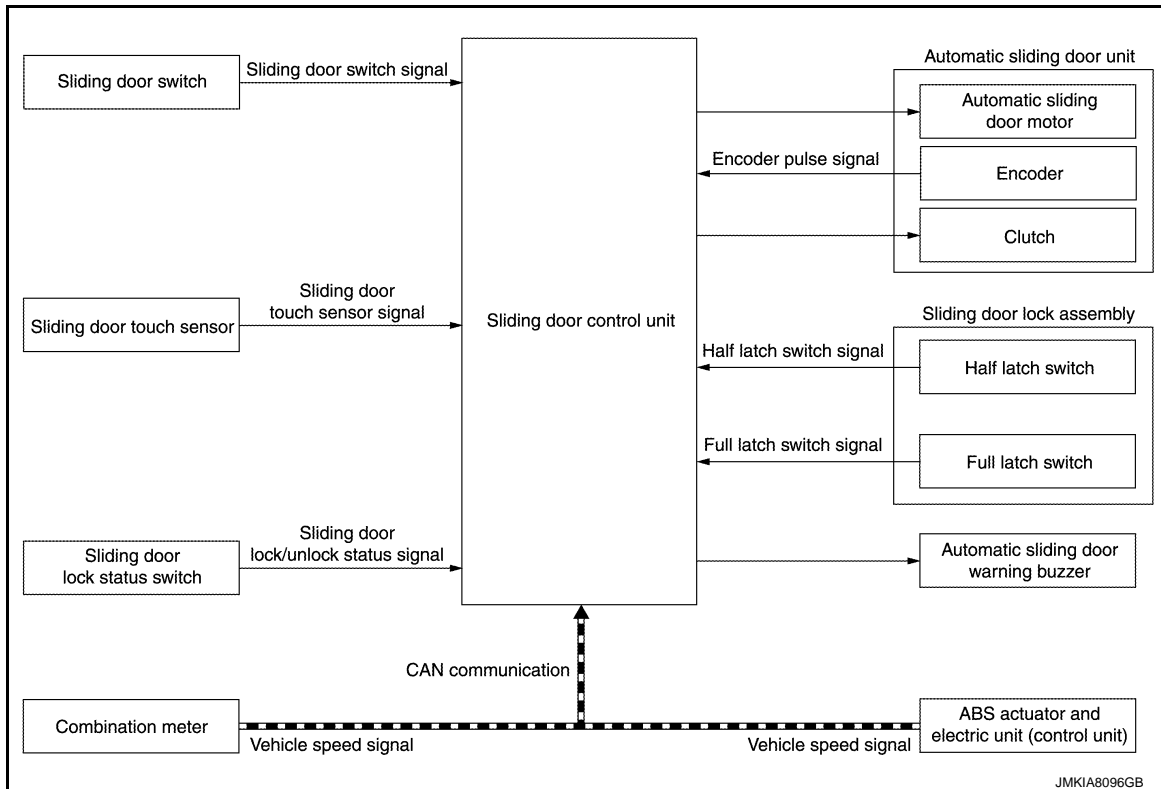 Sliding door switch
Sliding door switch signal
Automatic sliding door unit
Automatic sliding
door motor
Encoder pulse signal
Encoder
Clutch
Sliding door touch sensor
Sliding door
touch sensor signal
Sliding door control unit
Sliding door lock assembly
Half latch switch signal
Half latch switch
Full latch switch signal
Full latch switch
Sliding door
lock status switch
Sliding door
lock/unlock status signal
Automatic sliding door
warning buzzer
CAN communication
Combination meter
Vehicle speed signal
Vehicle speed signal
ABS actuator and
electric unit (control unit)
JMKIA8096GB